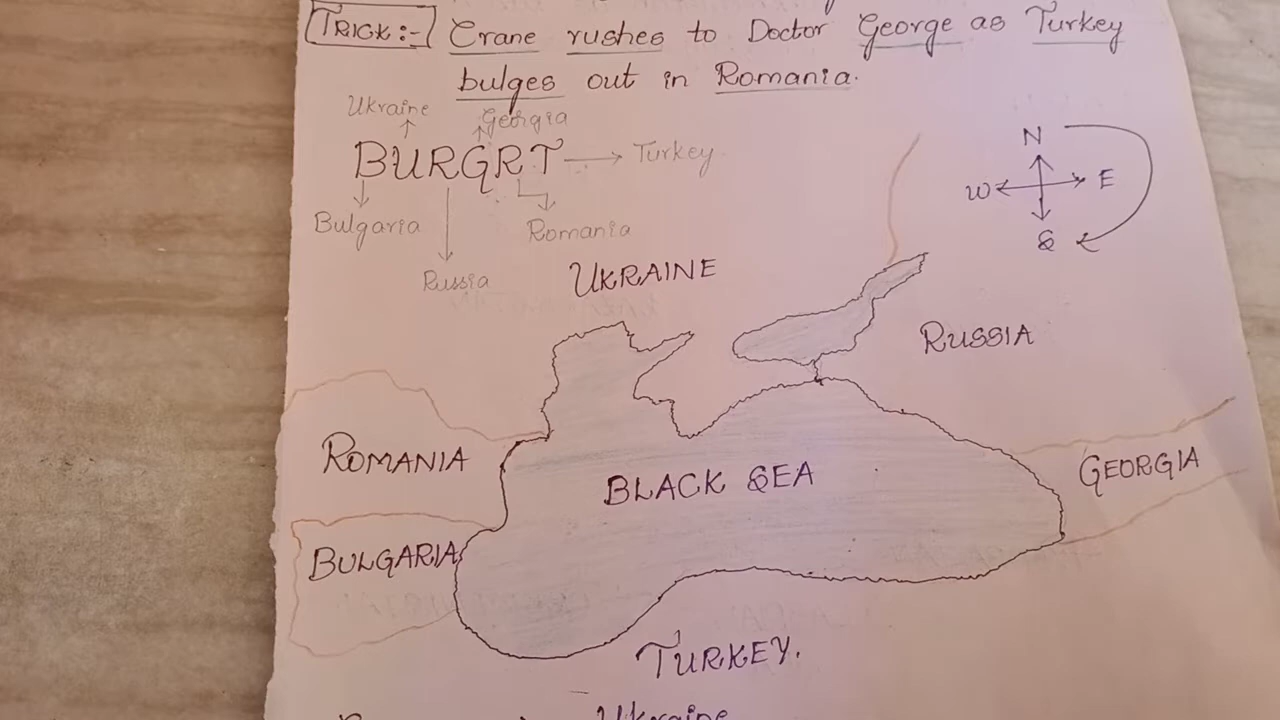 TRICK:- Crane rushes to Doctor George as Turkey
bulges out in Romania.
Ukraine
Georgia
BURGRT Turkey
Bulgaria
Romania
Russia
N
W E
S
UKRAINE
RUSSIA
ROMANIA
GEORGIA
BLACK SEA
BULGARIA
TURKEY.
Ukraine